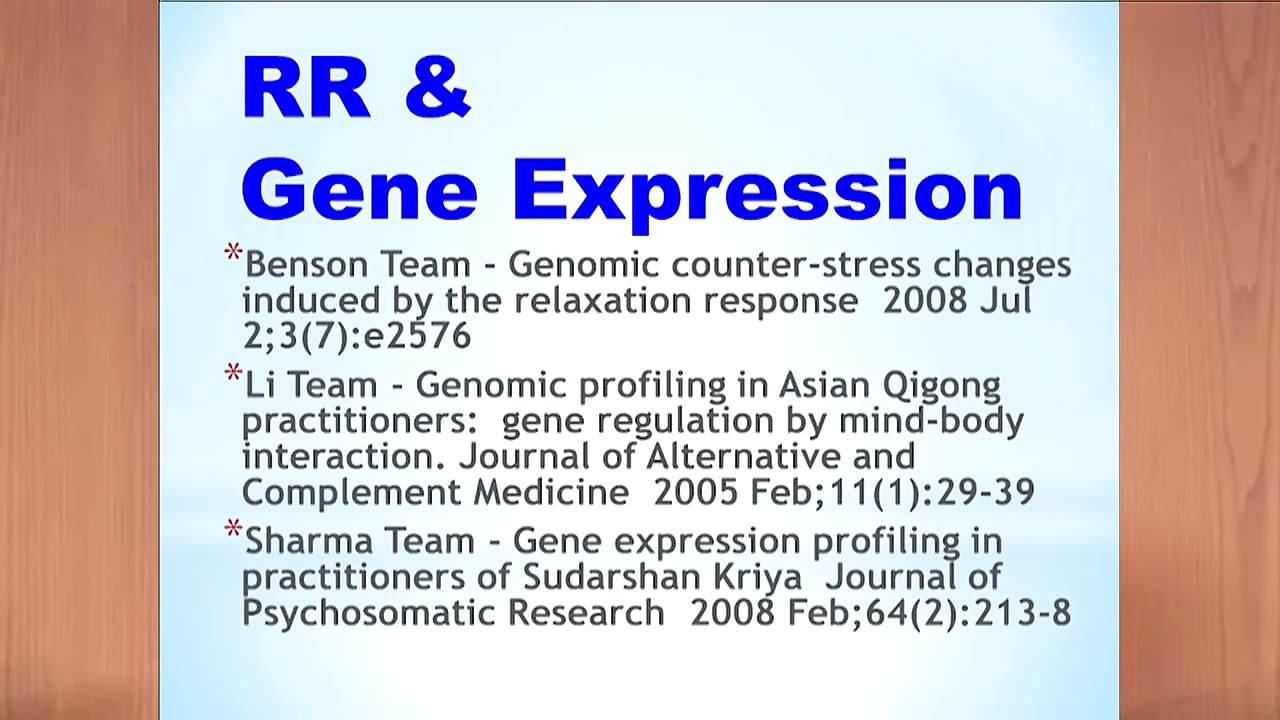 RR &
Gene Expression
*Benson Team - Genomic counter-stress changes
induced by the relaxation response  2008 Jul
2;3(7):e2576
*Li Team - Genomic profiling in Asian Qigong
practitioners:  gene regulation by mind-body
interaction. Journal of Alternative and
Complement Medicine  2005 Feb;11(1):29-39
*Sharma Team - Gene expression profiling in
practitioners of Sudarshan Kriya  Journal of
Psychosomatic Research  2008 Feb;64(2):213-8